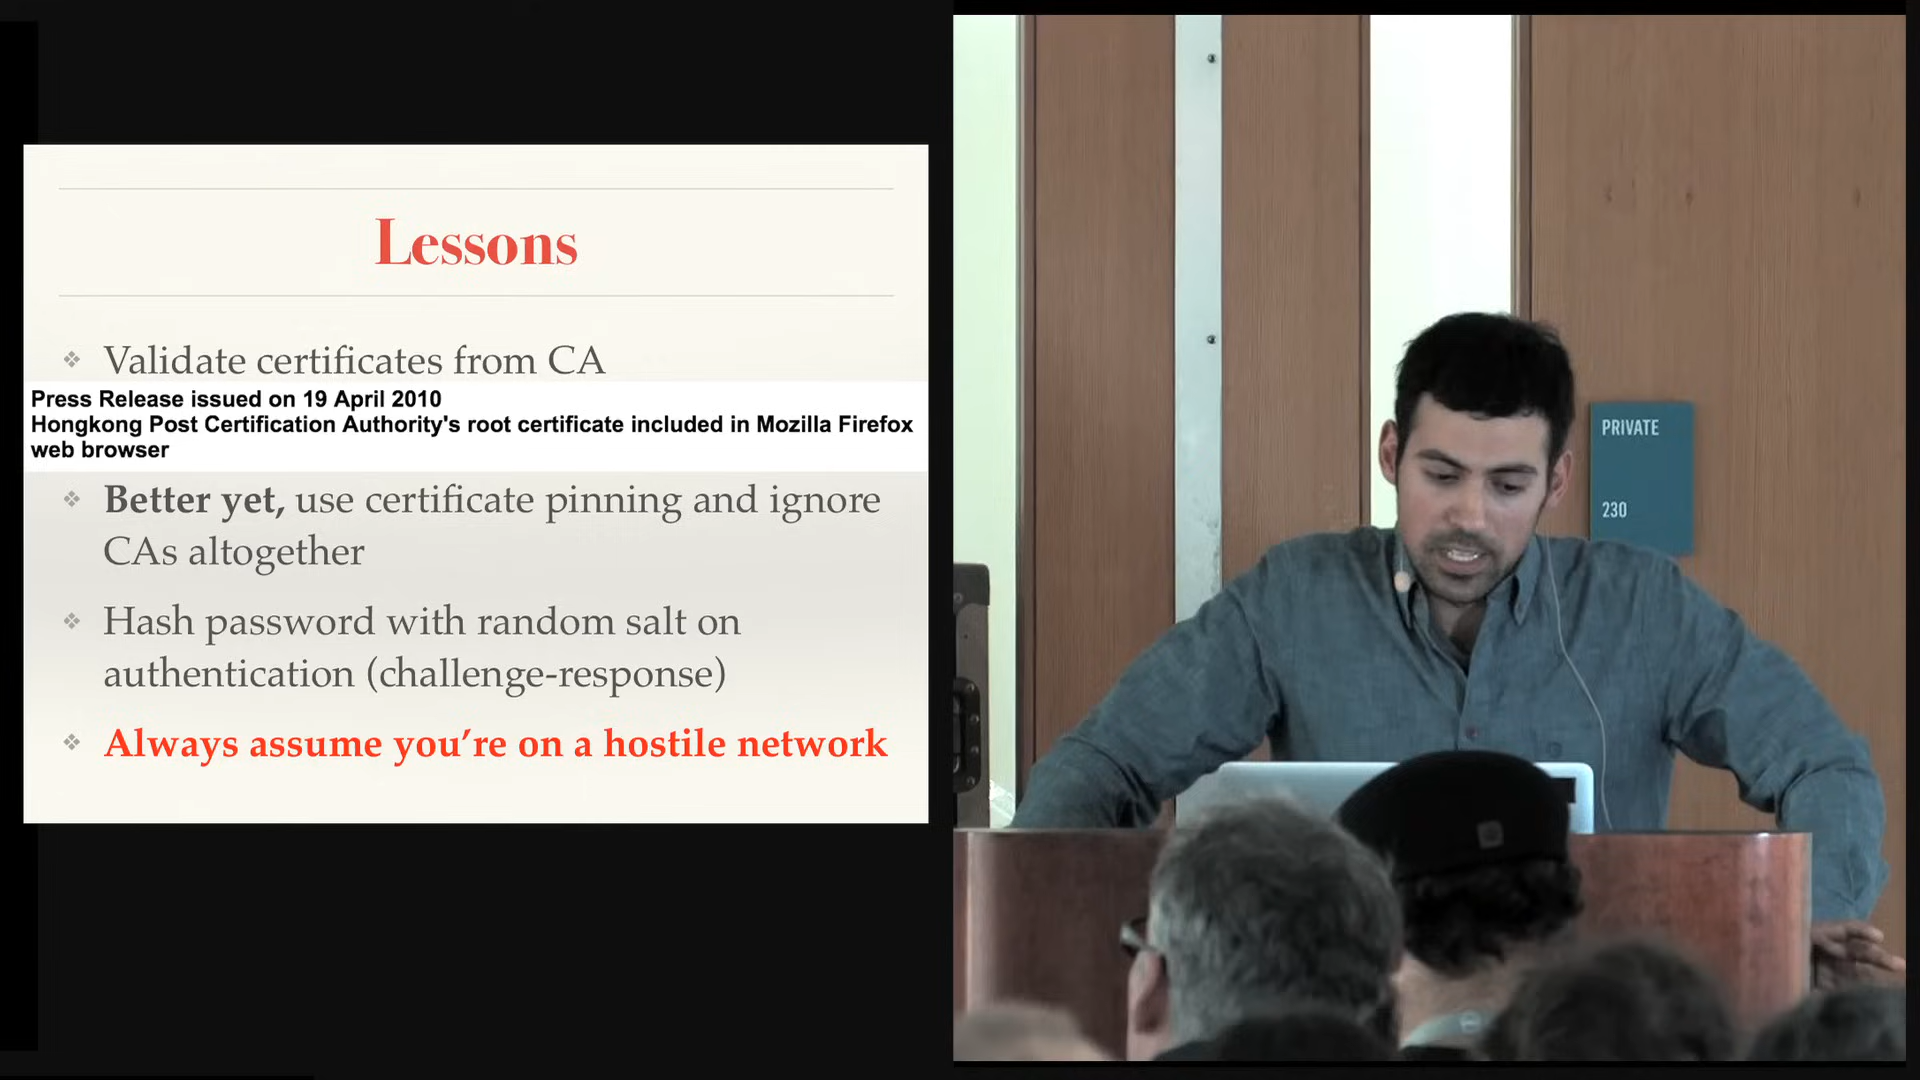 Lessons
❖ Validate certificates from CA
Press Release issued on 19 April 2010
Hongkong Post Certification Authority's root certificate included in Mozilla Firefox
web browser
❖ Better yet, use certificate pinning and ignore
CAs altogether
❖ Hash password with random salt on
authentication (challenge-response)
❖ Always assume you’re on a hostile network
PRIVATE
230